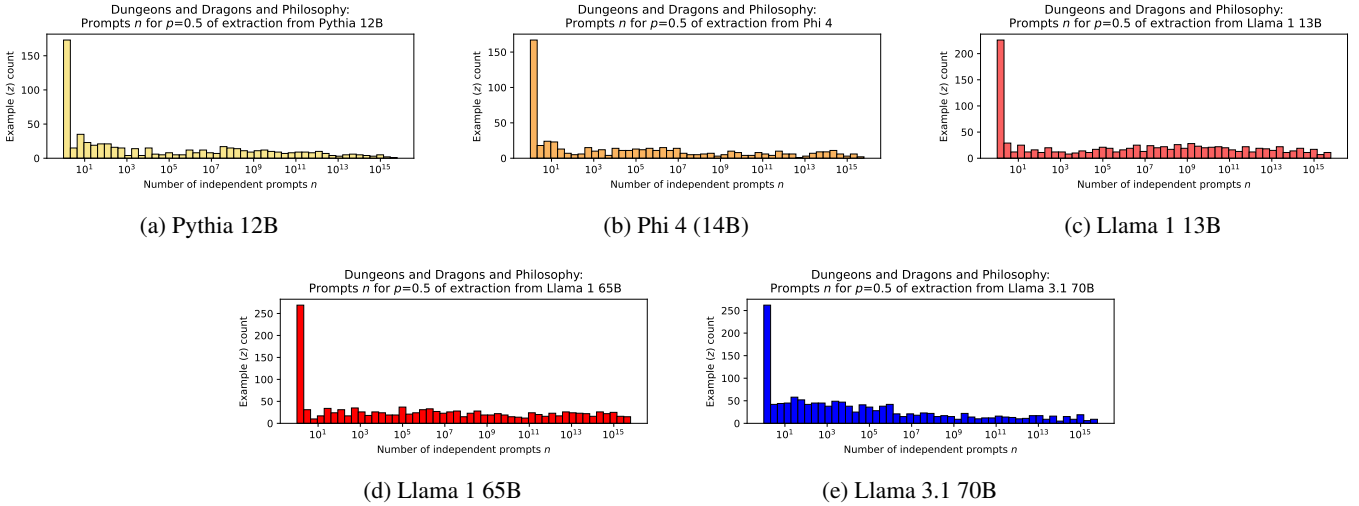 Dungeons and Dragons and Philosophy:
Prompts n for p=0.5 of extraction from Pythia 12B
150
100
50
0
Example (z) count
10^1 10^3 10^5 10^7 10^9 10^11 10^13 10^15
Number of independent prompts n
(a) Pythia 12B
Dungeons and Dragons and Philosophy:
Prompts n for p=0.5 of extraction from Phi 4
150
100
50
0
Example (z) count
10^1 10^3 10^5 10^7 10^9 10^11 10^13 10^15
Number of independent prompts n
(b) Phi 4 (14B)
Dungeons and Dragons and Philosophy:
Prompts n for p=0.5 of extraction from Llama 1 13B
200
150
100
50
0
Example (z) count
10^1 10^3 10^5 10^7 10^9 10^11 10^13 10^15
Number of independent prompts n
(c) Llama 1 13B
Dungeons and Dragons and Philosophy:
Prompts n for p=0.5 of extraction from Llama 1 65B
250
200
150
100
50
0
Example (z) count
10^1 10^3 10^5 10^7 10^9 10^11 10^13 10^15
Number of independent prompts n
(d) Llama 1 65B
Dungeons and Dragons and Philosophy:
Prompts n for p=0.5 of extraction from Llama 3.1 70B
250
200
150
100
50
0
Example (z) count
10^1 10^3 10^5 10^7 10^9 10^11 10^13 10^15
Number of independent prompts n
(e) Llama 3.1 70B